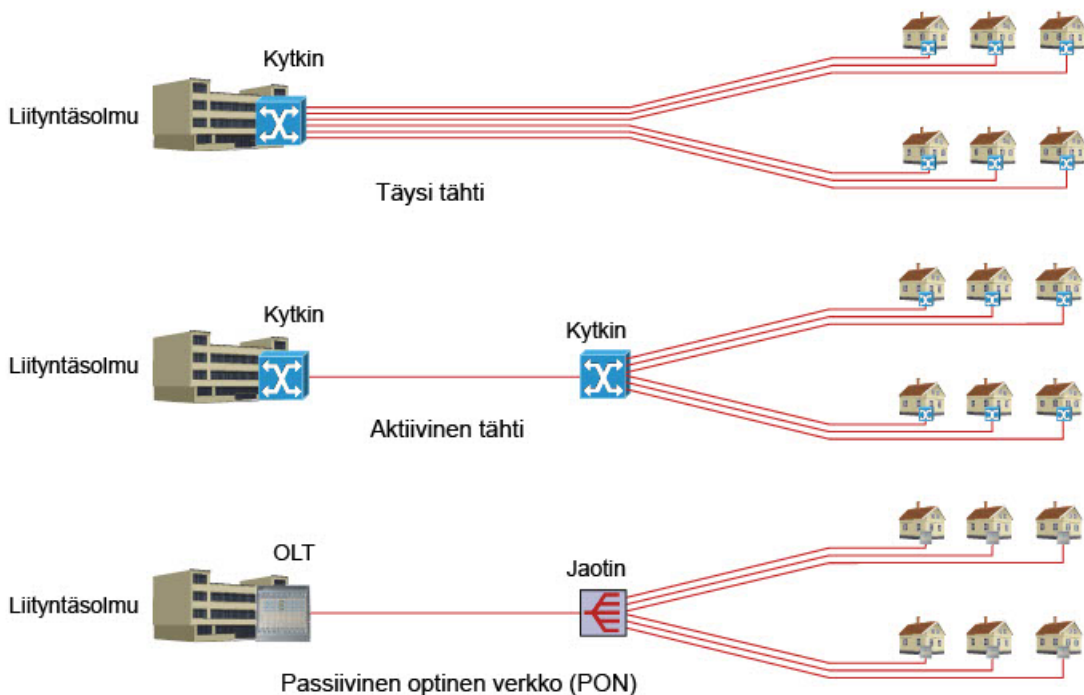 Kytkin
Liityntäsolmu
Täysi tähti
Kytkin
Kytkin
Liityntäsolmu
Aktiivinen tähti
OLT
Jaotin
Liityntäsolmu
Passiivinen optinen verkko (PON)